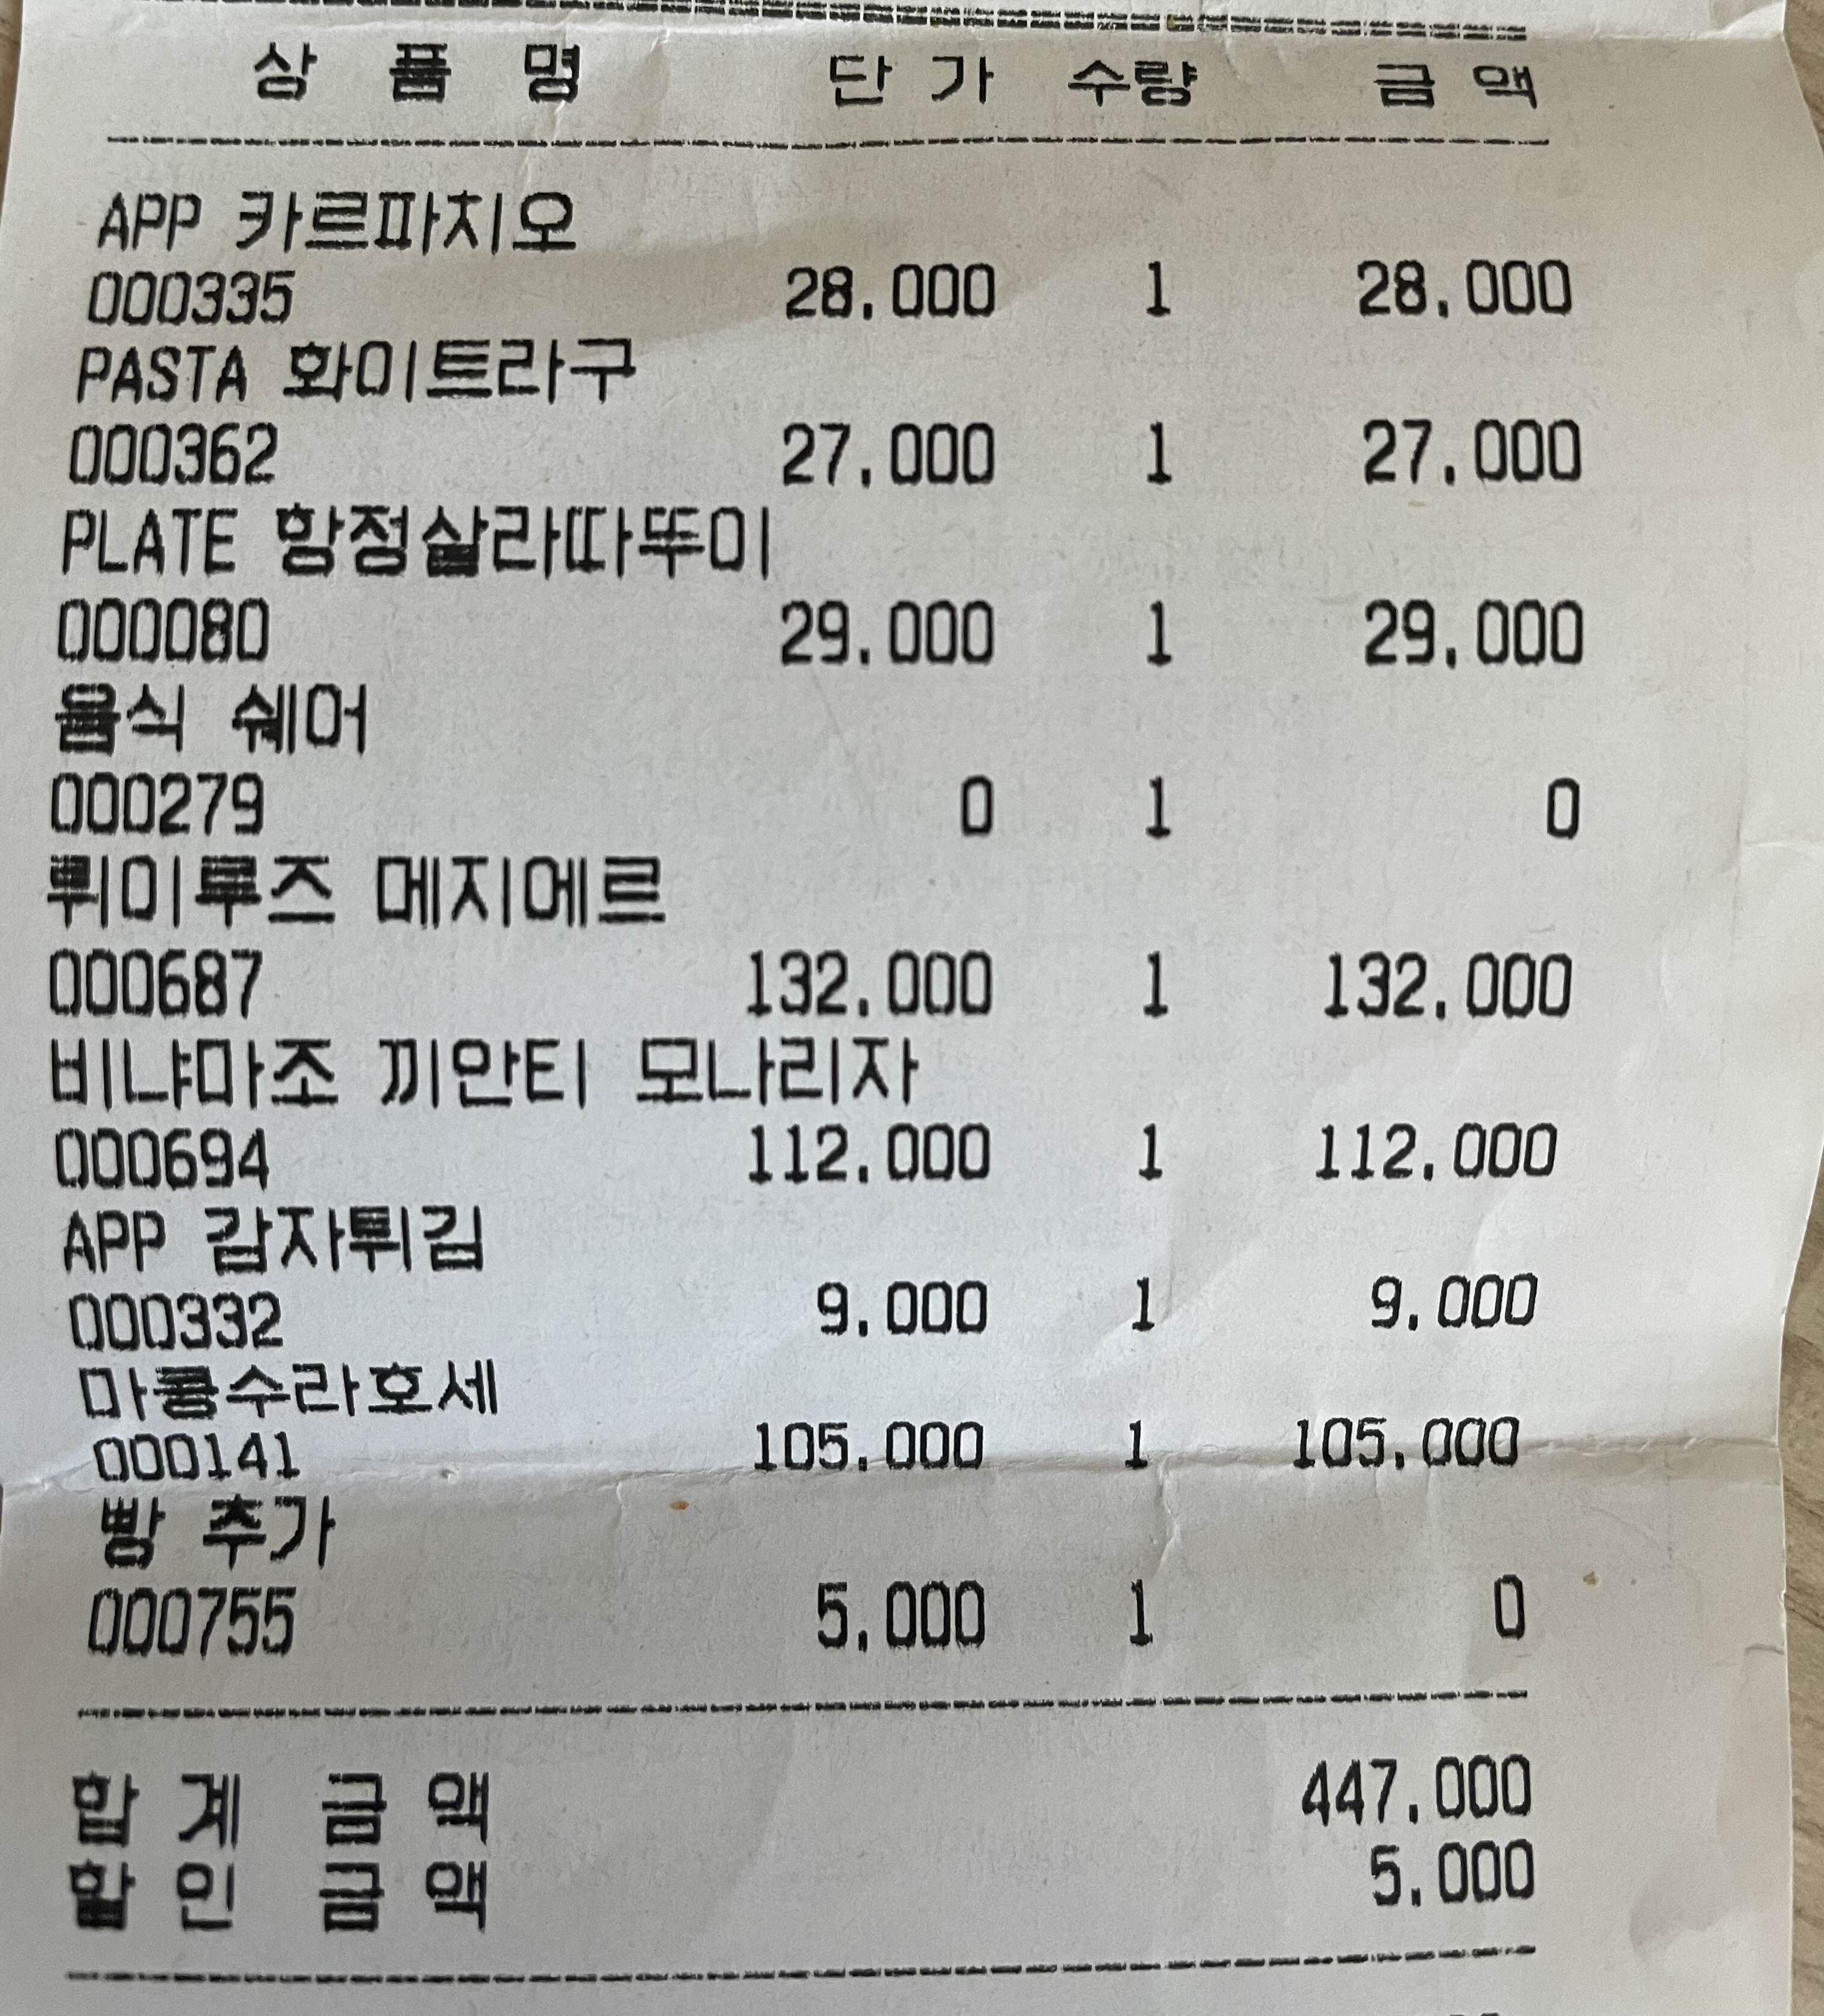 상 품 명 단 가 수량 금 액
APP 카르파치오
000335 28,000 1 28,000
PASTA 화이트라구
000362 27,000 1 27,000
PLATE 항정살라따뚜이
000080 29,000 1 29,000
음식 쉐어
000279 0 1 0
뛰미루즈 메지에르
000687 132,000 1 132,000
비냐마조 끼안티 모나리자
000694 112,000 1 112,000
APP 감자튀김
000332 9,000 1 9,000
마콩수라호세
000141 105,000 1 105,000
빵 추가
000755 5,000 1 0
합 계 금 액 447,000
할 인 금 액 5,000